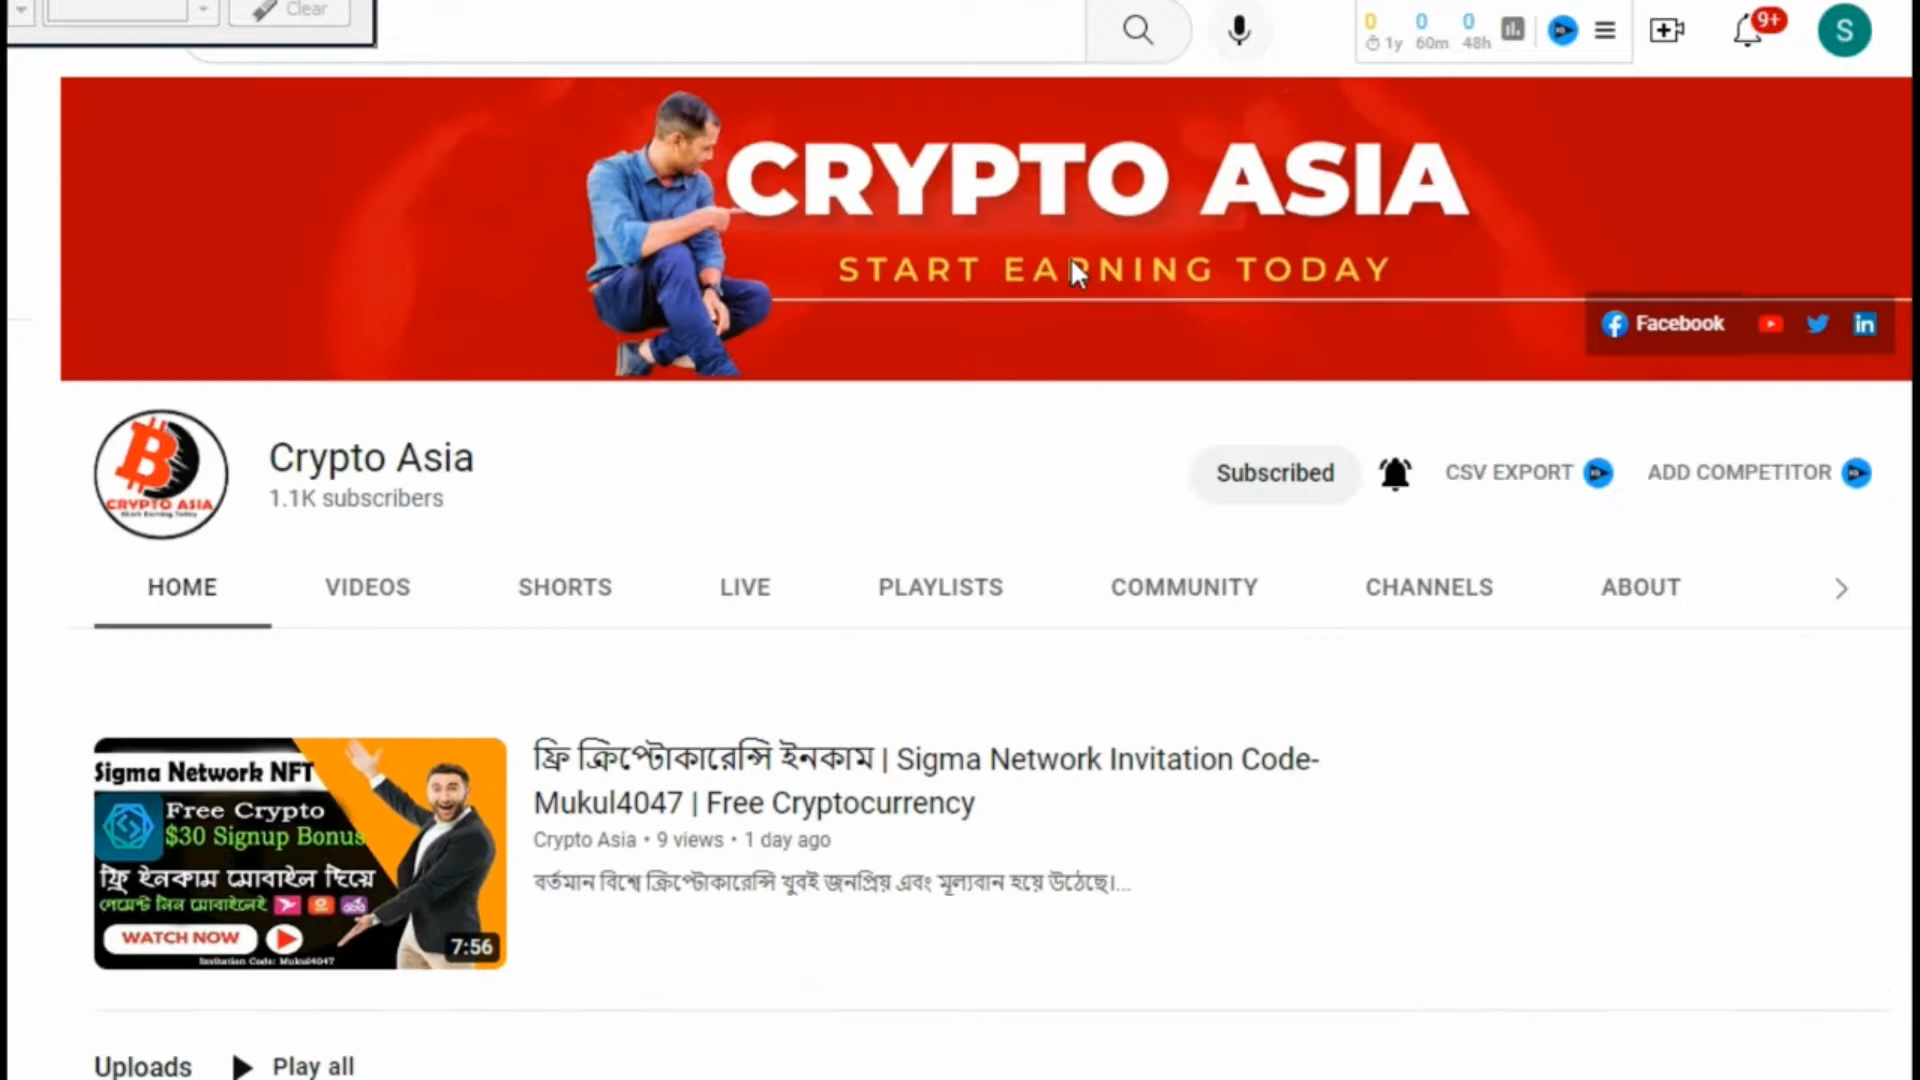 Clear
0 0 0
1y 60m 48h
9+
S
CRYPTO ASIA
START EARNING TODAY
Facebook
CRYPTO ASIA
Start Earning Today
Crypto Asia
1.1K subscribers
Subscribed
CSV EXPORT
ADD COMPETITOR
HOME VIDEOS SHORTS LIVE PLAYLISTS COMMUNITY CHANNELS ABOUT
Sigma Network NFT
Free Crypto
$30 Signup Bonus
ফ্রি ইনকাম মোবাইল দিয়ে
পেমেন্ট নিন মোবাইলেই
WATCH NOW
Invitation Code: Mukul4047
7:56
ফ্রি ক্রিপ্টোকারেন্সি ইনকাম | Sigma Network Invitation Code-
Mukul4047 | Free Cryptocurrency
Crypto Asia • 9 views • 1 day ago
বর্তমান বিশ্বে ক্রিপ্টোকারেন্সি খুবই জনপ্রিয় এবং মূল্যবান হয়ে উঠেছে।...
Uploads Play all